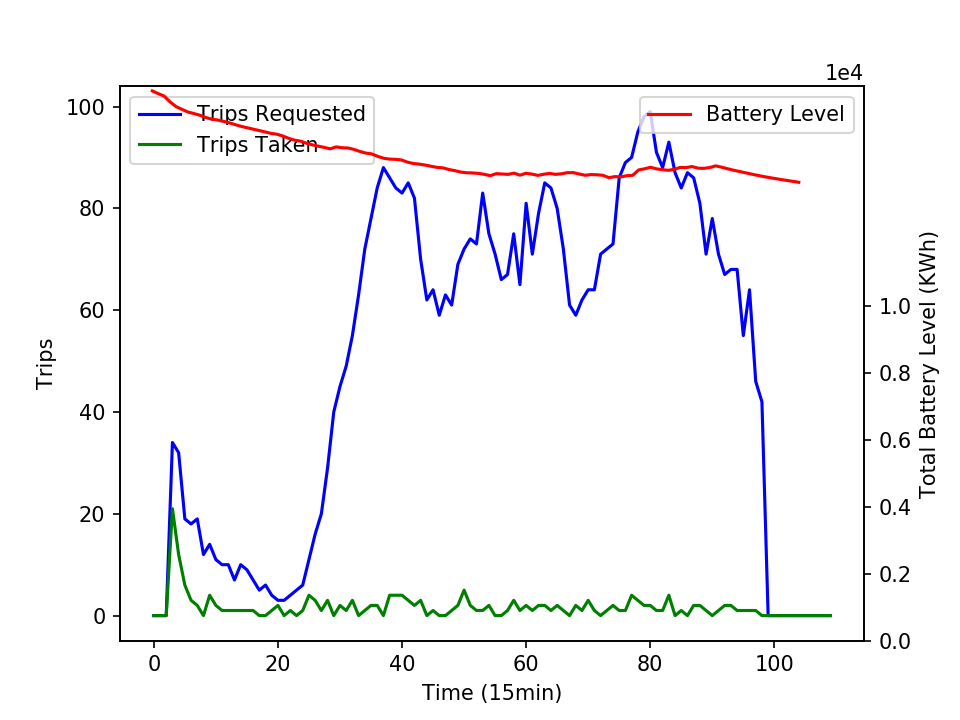 1e4
Trips Requested
Trips Taken
Battery Level
100
80
60
40
20
0
Trips
1.0
0.8
0.6
0.4
0.2
0.0
Total Battery Level (KWh)
0 20 40 60 80 100
Time (15min)